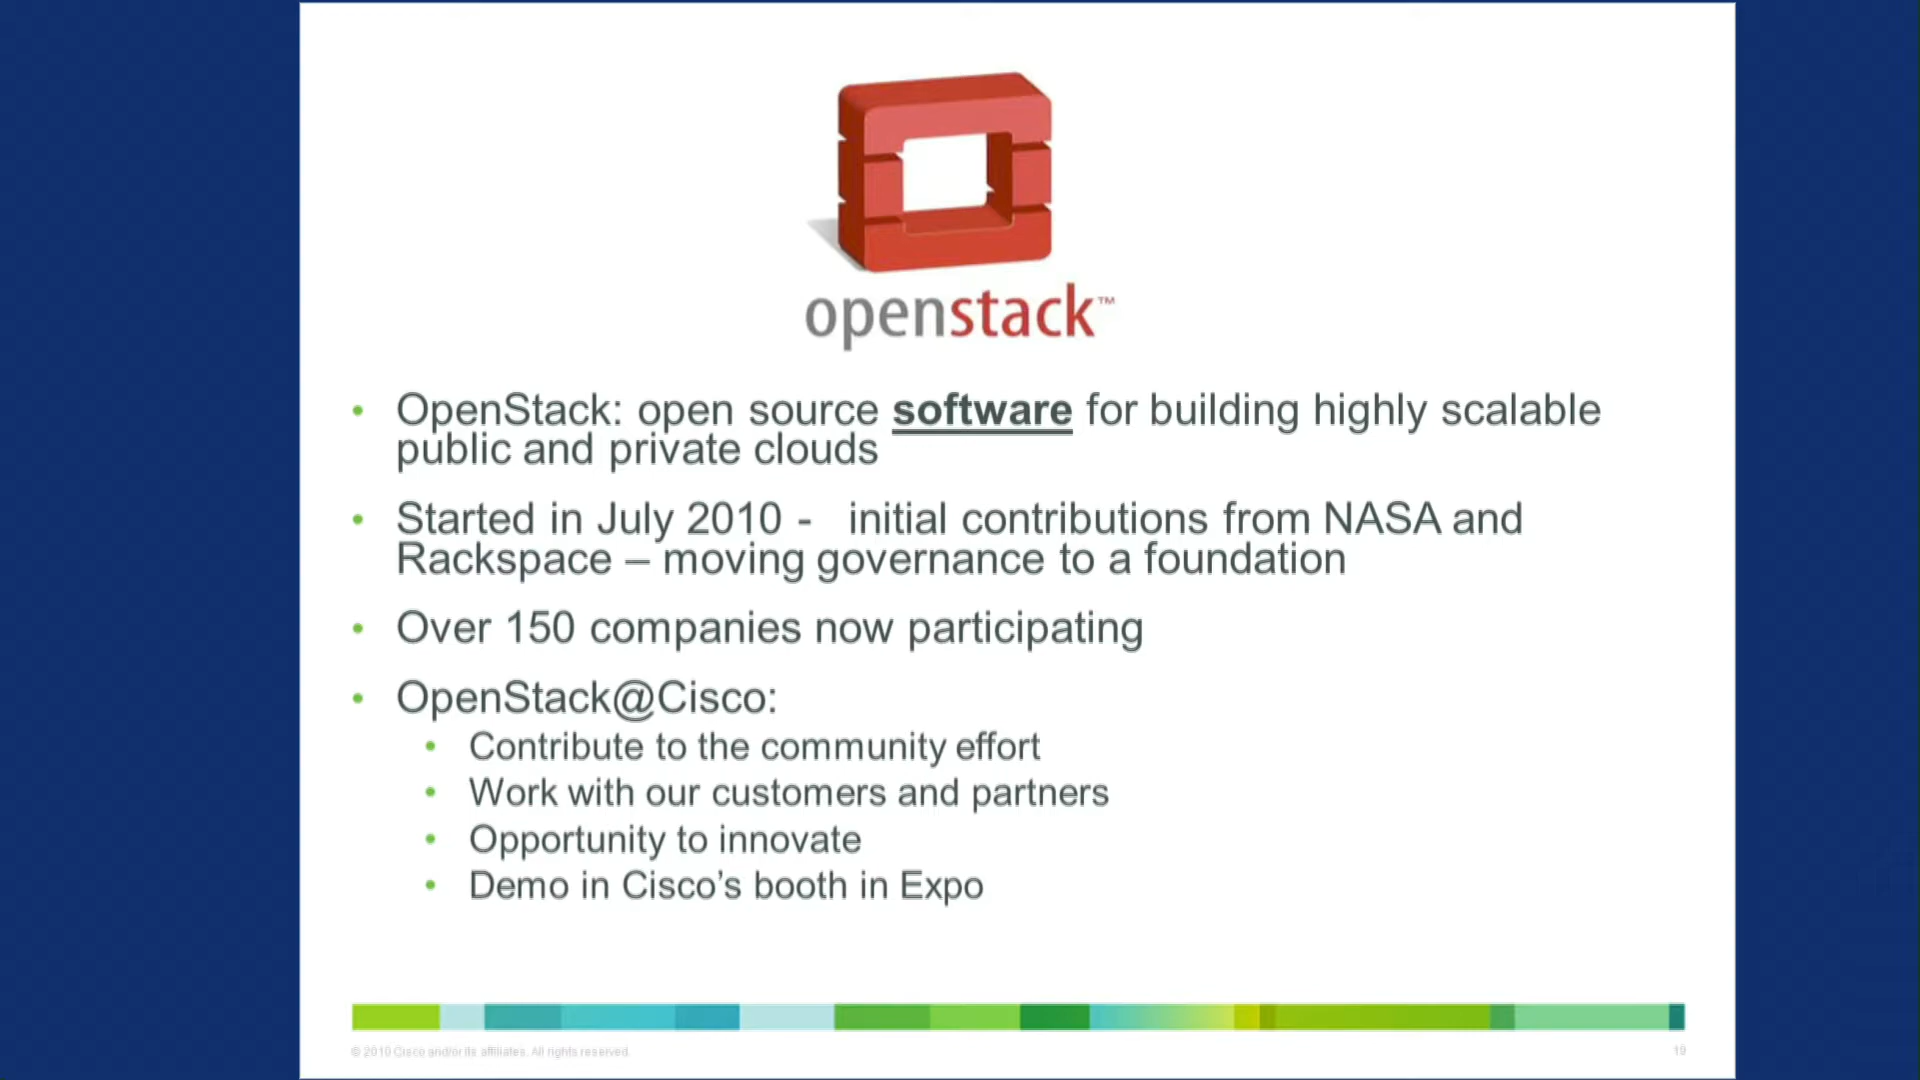 openstack™
• OpenStack: open source software for building highly scalable
public and private clouds
• Started in July 2010 - initial contributions from NASA and
Rackspace – moving governance to a foundation
• Over 150 companies now participating
• OpenStack@Cisco:
• Contribute to the community effort
• Work with our customers and partners
• Opportunity to innovate
• Demo in Cisco’s booth in Expo
© 2010 Cisco and/or its affiliates. All rights reserved.
19